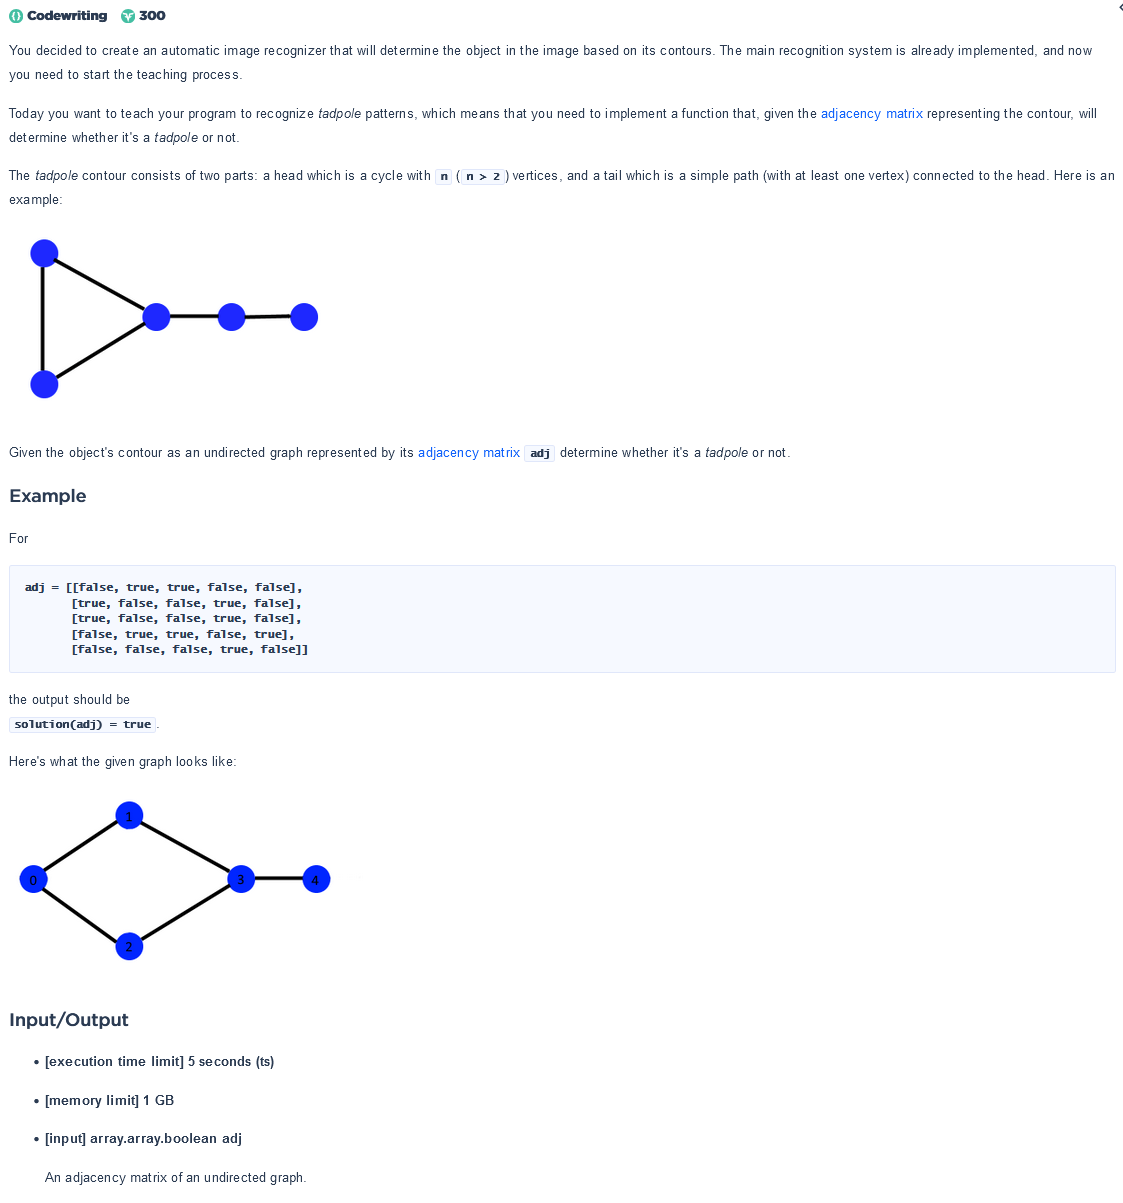 Codewriting 300
You decided to create an automatic image recognizer that will determine the object in the image based on its contours. The main recognition system is already implemented, and now
you need to start the teaching process.
Today you want to teach your program to recognize tadpole patterns, which means that you need to implement a function that, given the adjacency matrix representing the contour, will
determine whether it's a tadpole or not.
The tadpole contour consists of two parts: a head which is a cycle with n (n > 2) vertices, and a tail which is a simple path (with at least one vertex) connected to the head. Here is an
example:
Given the object's contour as an undirected graph represented by its adjacency matrix adj determine whether it's a tadpole or not.
Example
For
adj = [[false, true, true, false, false],
[true, false, false, true, false],
[true, false, false, true, false],
[false, true, true, false, true],
[false, false, false, true, false]]
the output should be
solution(adj) = true.
Here's what the given graph looks like:
1
0 3 4
2
Input/Output
• [execution time limit] 5 seconds (ts)
• [memory limit] 1 GB
• [input] array.array.boolean adj
An adjacency matrix of an undirected graph.